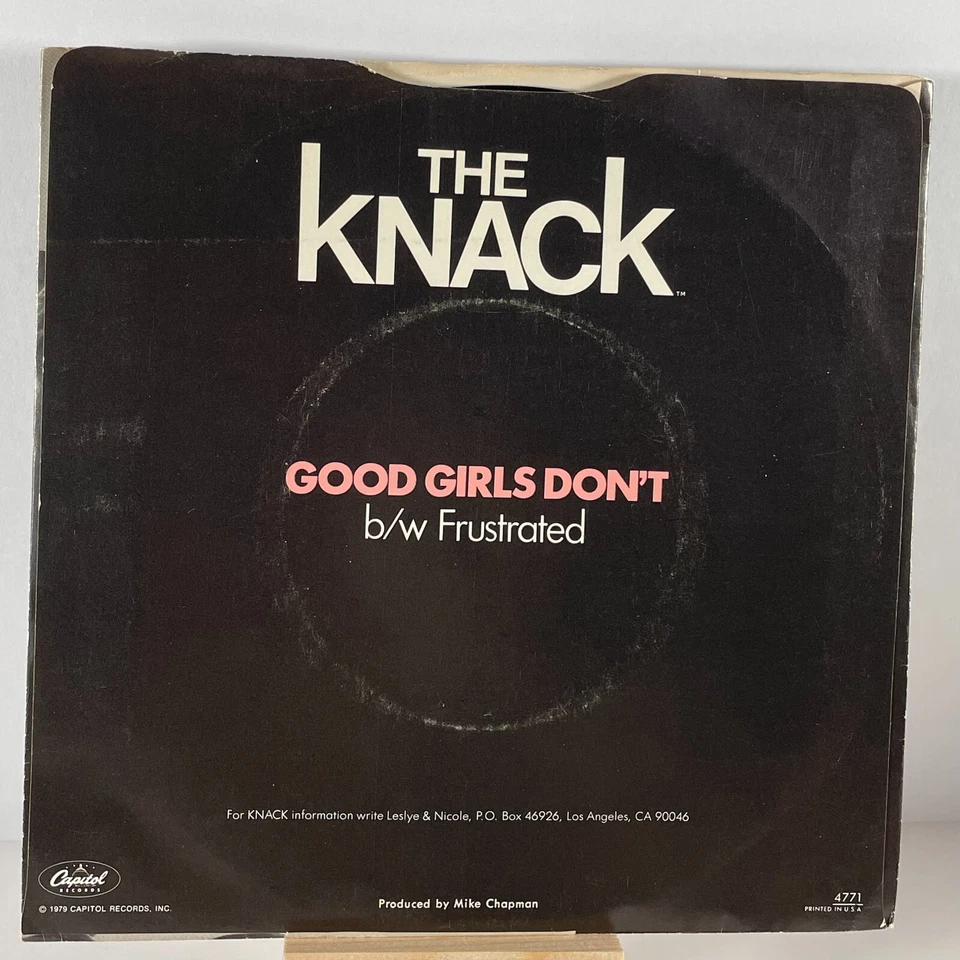 THE
KNACK™
GOOD GIRLS DON'T
b/w Frustrated
For KNACK information write Leslye & Nicole, P.O. Box 46926, Los Angeles, CA 90046
Capitol
RECORDS
© 1979 CAPITOL RECORDS, INC.
Produced by Mike Chapman
4771
PRINTED IN U.S.A